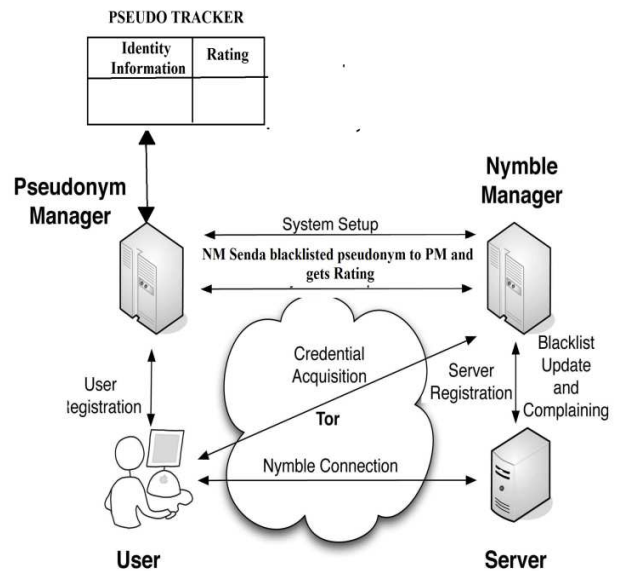 PSEUDO TRACKER
Identity
Information
Rating
Pseudonym
Manager
Nymble
Manager
System Setup
NM Senda blacklisted pseudonym to PM and
gets Rating
User
Registration
Credential
Acquisition
Tor
Server
Registration
Blacklist
Update
and
Complaining
Nymble Connection
User
Server